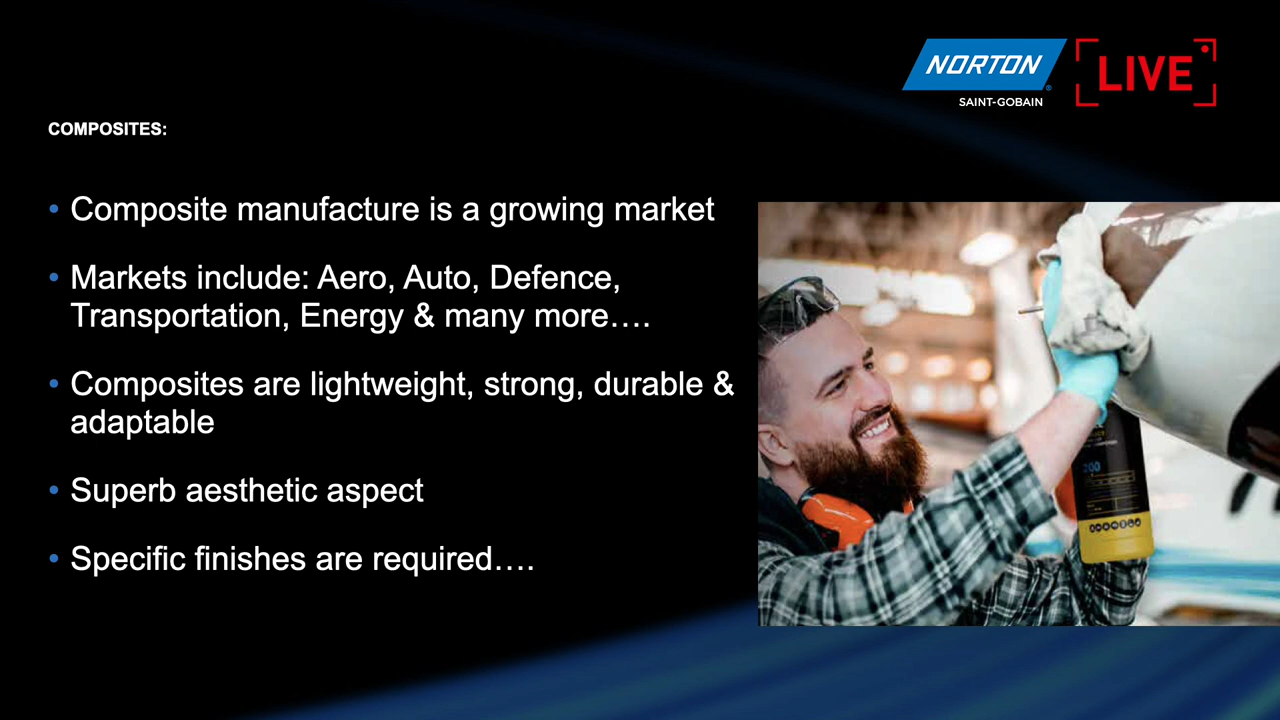 NORTON
LIVE
SAINT-GOBAIN
COMPOSITES:
• Composite manufacture is a growing market
• Markets include: Aero, Auto, Defence,
Transportation, Energy & many more….
• Composites are lightweight, strong, durable &
adaptable
• Superb aesthetic aspect
• Specific finishes are required….
200